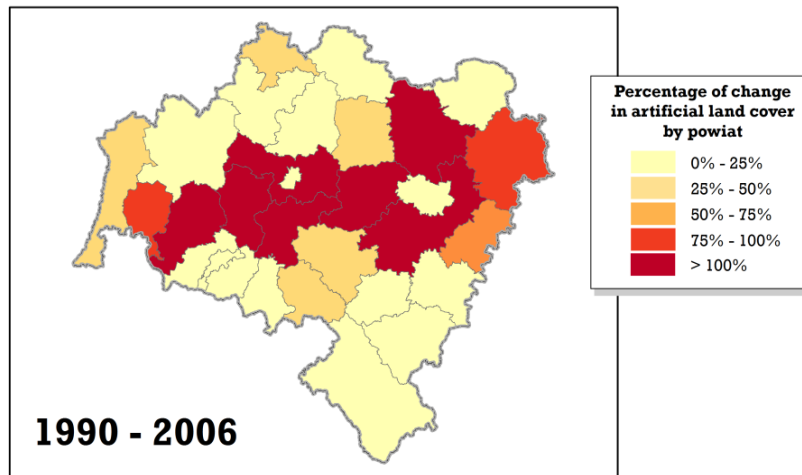 Percentage of change
in artificial land cover
by powiat
0% - 25%
25% - 50%
50% - 75%
75% - 100%
> 100%
1990 - 2006